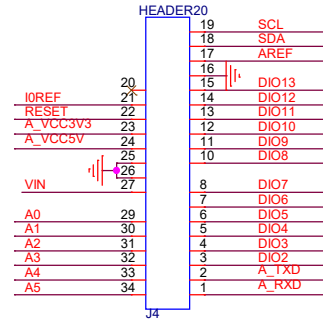 HEADER20
19 SCL
18 SDA
17 AREF
16
20 15 DIO13
I0REF 21 14 DIO12
RESET 22 13 DIO11
A_VCC3V3 23 12 DIO10
A_VCC5V 24 11 DIO9
25 10 DIO8
26
VIN 27 8 DIO7
7 DIO6
A0 29 6 DIO5
A1 30 5 DIO4
A2 31 4 DIO3
A3 32 3 DIO2
A4 33 2 A_TXD
A5 34 1 A_RXD
J4